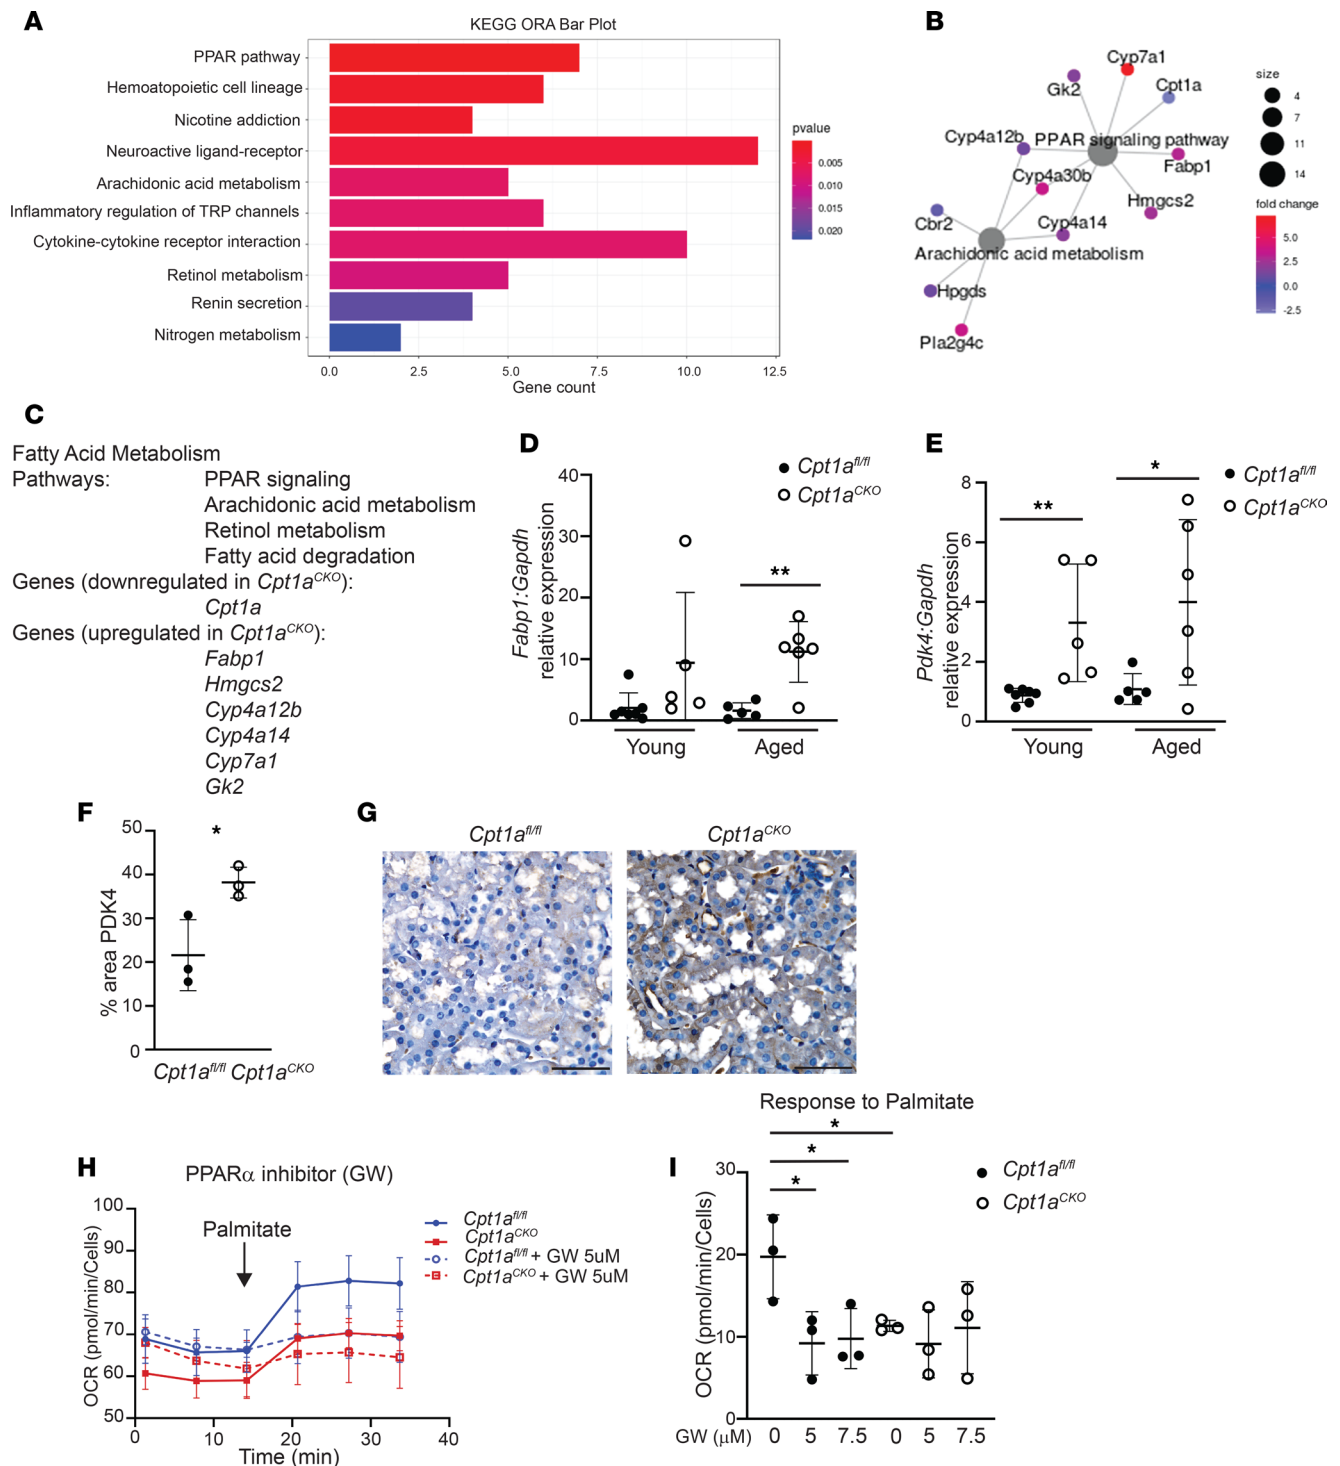 A
KEGG ORA Bar Plot
PPAR pathway
Hemoatopoietic cell lineage
Nicotine addiction
Neuroactive ligand-receptor
Arachidonic acid metabolism
Inflammatory regulation of TRP channels
Cytokine-cytokine receptor interaction
Retinol metabolism
Renin secretion
Nitrogen metabolism
0.0 2.5 5.0 7.5 10.0 12.5
Gene count
pvalue
0.005
0.010
0.015
0.020
B
Cyp7a1
Gk2
Cpt1a
Cyp4a12b
PPAR signaling pathway
Fabp1
Cyp4a30b
Hmgcs2
Cbr2
Cyp4a14
Arachidonic acid metabolism
Hpgds
Pla2g4c
size
4
7
11
14
fold change
5.0
2.5
0.0
-2.5
C
Fatty Acid Metabolism
Pathways: PPAR signaling
Arachidonic acid metabolism
Retinol metabolism
Fatty acid degradation
Genes (downregulated in Cpt1aCKO):
Cpt1a
Genes (upregulated in Cpt1aCKO):
Fabp1
Hmgcs2
Cyp4a12b
Cyp4a14
Cyp7a1
Gk2
D
Cpt1afl/fl
Cpt1aCKO
Fabp1:Gapdh
relative expression
40
30
20
10
0
**
Young Aged
E
Cpt1afl/fl
Cpt1aCKO
Pdk4:Gapdh
relative expression
8
6
4
2
0
**
*
Young Aged
F
% area PDK4
50
40
30
20
10
0
*
Cpt1afl/fl Cpt1aCKO
G
Cpt1afl/fl Cpt1aCKO
H
PPARα inhibitor (GW)
OCR (pmol/min/Cells)
100
90
80
70
60
50
Palmitate
Cpt1afl/fl
Cpt1aCKO
Cpt1afl/fl + GW 5uM
Cpt1aCKO + GW 5uM
0 10 20 30 40
Time (min)
I
Response to Palmitate
*
*
*
Cpt1afl/fl
Cpt1aCKO
OCR (pmol/min/Cells)
30
20
10
0
GW (µM) 0 5 7.5 0 5 7.5